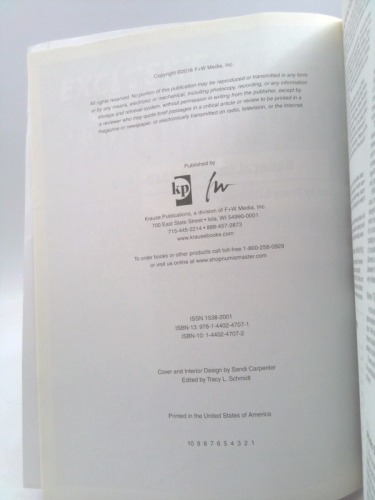 Copyright ©2016 F+W Media, Inc.
All rights reserved. No portion of this publication may be reproduced or transmitted in any form
or by any means, electronic or mechanical, including photocopy, recording, or any information
storage and retrieval system, without permission in writing from the publisher, except by
a reviewer who may quote brief passages in a critical article or review to be printed in a
magazine or newspaper, or electronically transmitted on radio, television, or the Internet.
Published by
kp fw
Krause Publications, a division of F+W Media, Inc.
700 East State Street • Iola, WI 54990-0001
715-445-2214 • 888-457-2873
www.krausebooks.com
To order books or other products call toll-free 1-800-258-0929
or visit us online at www.shopnumismaster.com
ISSN 1538-2001
ISBN-13: 978-1-4402-4707-1
ISBN-10: 1-4402-4707-2
Cover and Interior Design by Sandi Carpenter
Edited by Tracy L. Schmidt
Printed in the United States of America
10 9 8 7 6 5 4 3 2 1